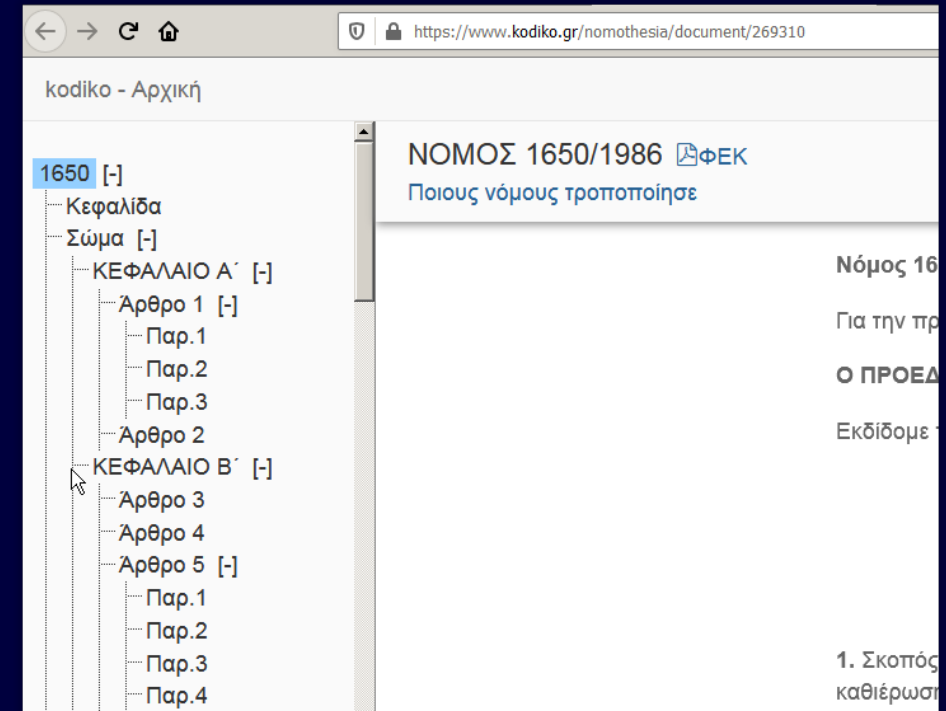 https://www.kodiko.gr/nomothesia/document/269310
kodiko - Αρχική
1650 [-]
Κεφαλίδα
Σώμα [-]
ΚΕΦΑΛΑΙΟ Α΄ [-]
Άρθρο 1 [-]
Παρ.1
Παρ.2
Παρ.3
Άρθρο 2
ΚΕΦΑΛΑΙΟ Β΄ [-]
Άρθρο 3
Άρθρο 4
Άρθρο 5 [-]
Παρ.1
Παρ.2
Παρ.3
Παρ.4
ΝΟΜΟΣ 1650/1986 ΦΕΚ
Ποιους νόμους τροποποίησε
Νόμος 16
Για την πρ
Ο ΠΡΟΕΔ
Εκδίδομε
1. Σκοπός
καθιέρωση